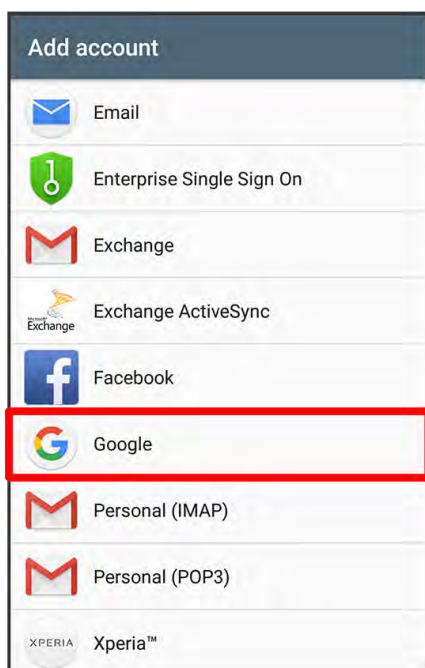 Add account
Email
Enterprise Single Sign On
Exchange
Microsoft
Exchange
Exchange ActiveSync
Facebook
Google
Personal (IMAP)
Personal (POP3)
XPERIA
Xperia™